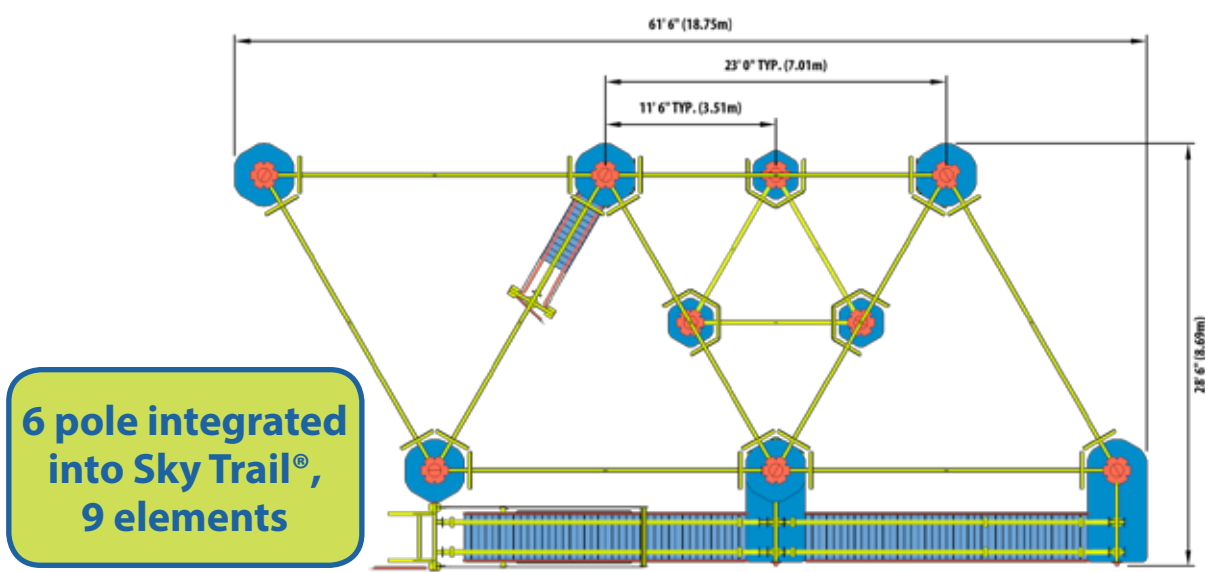 61' 6" (18.75m)
23' 0" TYP. (7.01m)
11' 6" TYP. (3.51m)
28' 6" (8.69m)
6 pole integrated
into Sky Trail®,
9 elements